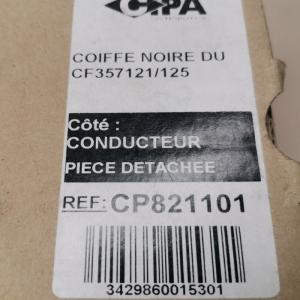 CIPA
COIFFE NOIRE DU
CF357121/125
Côté :
CONDUCTEUR
PIECE DETACHEE
REF: CP821101
3429860015301